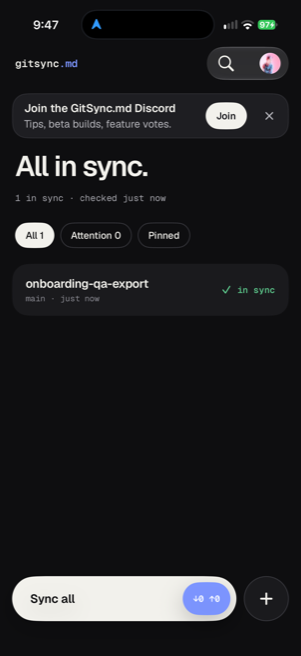 9:47
97
gitsync.md
Join the GitSync.md Discord
Tips, beta builds, feature votes.
Join
All in sync.
1 in sync · checked just now
All 1
Attention 0
Pinned
onboarding-qa-export
main · just now
✓ in sync
Sync all
↓0 ↑0